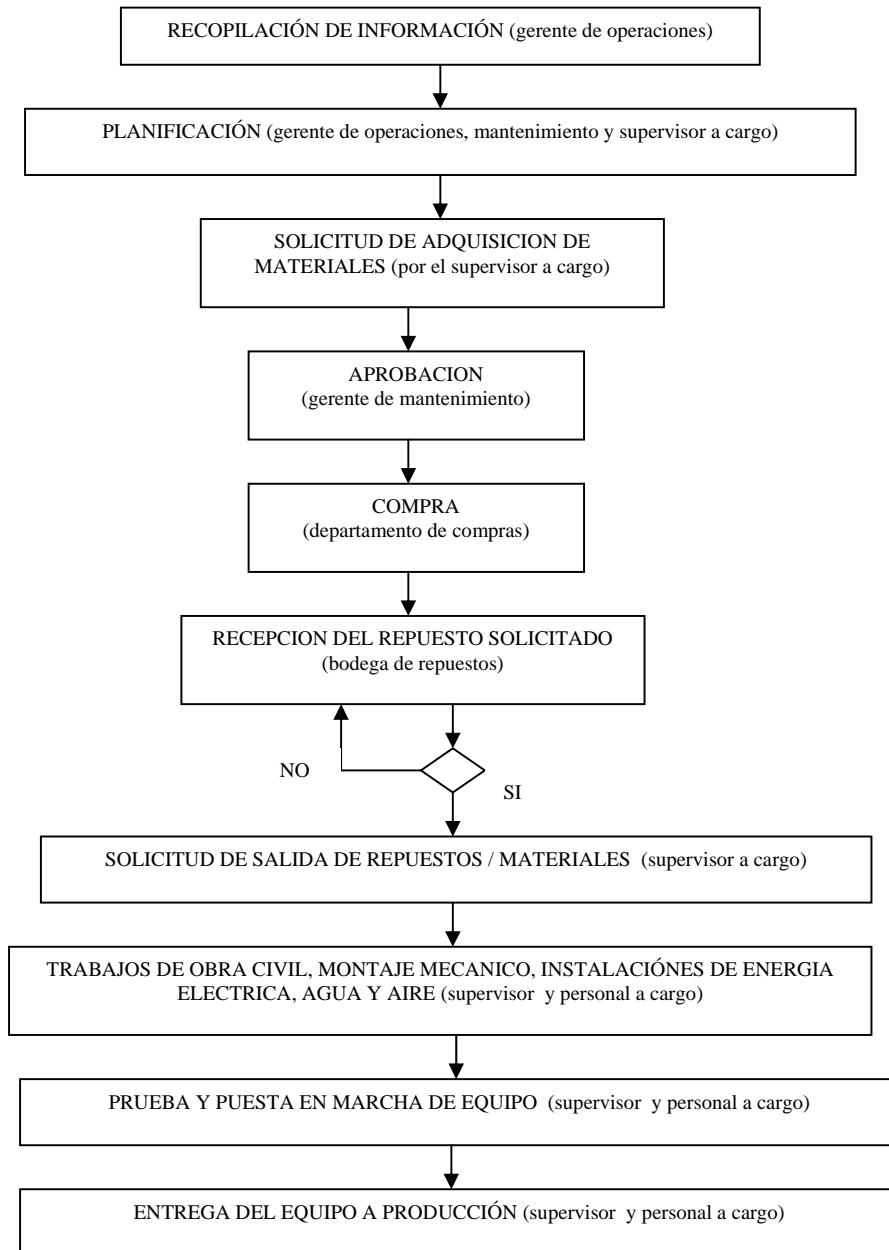 RECOPILACIÓN DE INFORMACIÓN (gerente de operaciones)
PLANIFICACIÓN (gerente de operaciones, mantenimiento y supervisor a cargo)
SOLICITUD DE ADQUISICION DE
MATERIALES (por el supervisor a cargo)
APROBACION
(gerente de mantenimiento)
COMPRA
(departamento de compras)
RECEPCION DEL REPUESTO SOLICITADO
(bodega de repuestos)
NO
SI
SOLICITUD DE SALIDA DE REPUESTOS / MATERIALES (supervisor a cargo)
TRABAJOS DE OBRA CIVIL, MONTAJE MECANICO, INSTALACIÓNES DE ENERGIA
ELECTRICA, AGUA Y AIRE (supervisor y personal a cargo)
PRUEBA Y PUESTA EN MARCHA DE EQUIPO (supervisor y personal a cargo)
ENTREGA DEL EQUIPO A PRODUCCIÓN (supervisor y personal a cargo)